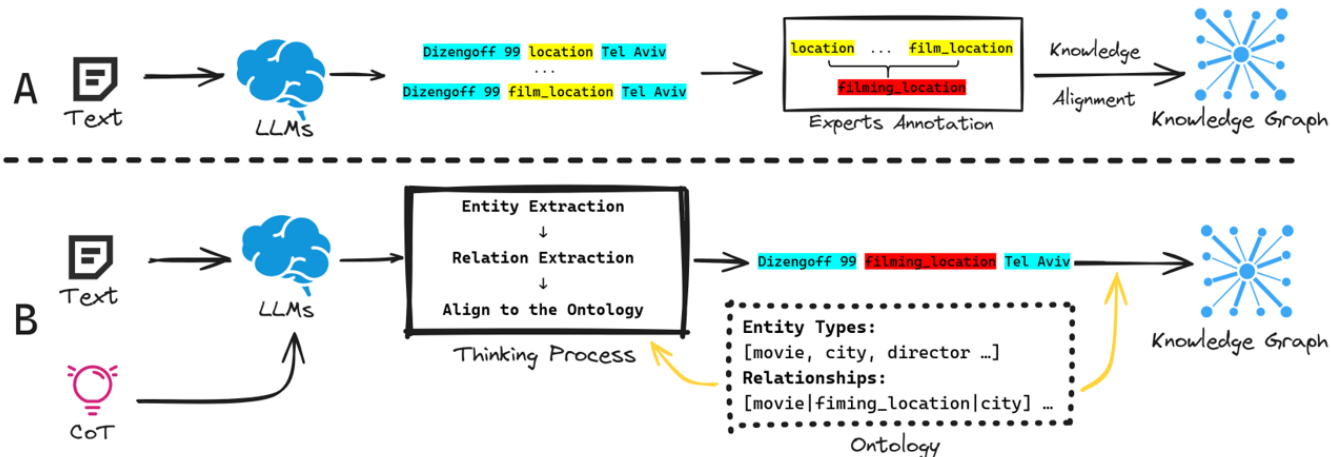 A
Text
LLMs
Dizengoff 99 location Tel Aviv
...
Dizengoff 99 film_location Tel Aviv
location ... film_location
filming_location
Experts Annotation
Knowledge
Alignment
Knowledge Graph
B
Text
CoT
LLMs
Entity Extraction
↓
Relation Extraction
↓
Align to the Ontology
Thinking Process
Dizengoff 99 filming_location Tel Aviv
Entity Types:
[movie, city, director …]
Relationships:
[movie|fiming_location|city] …
Ontology
Knowledge Graph